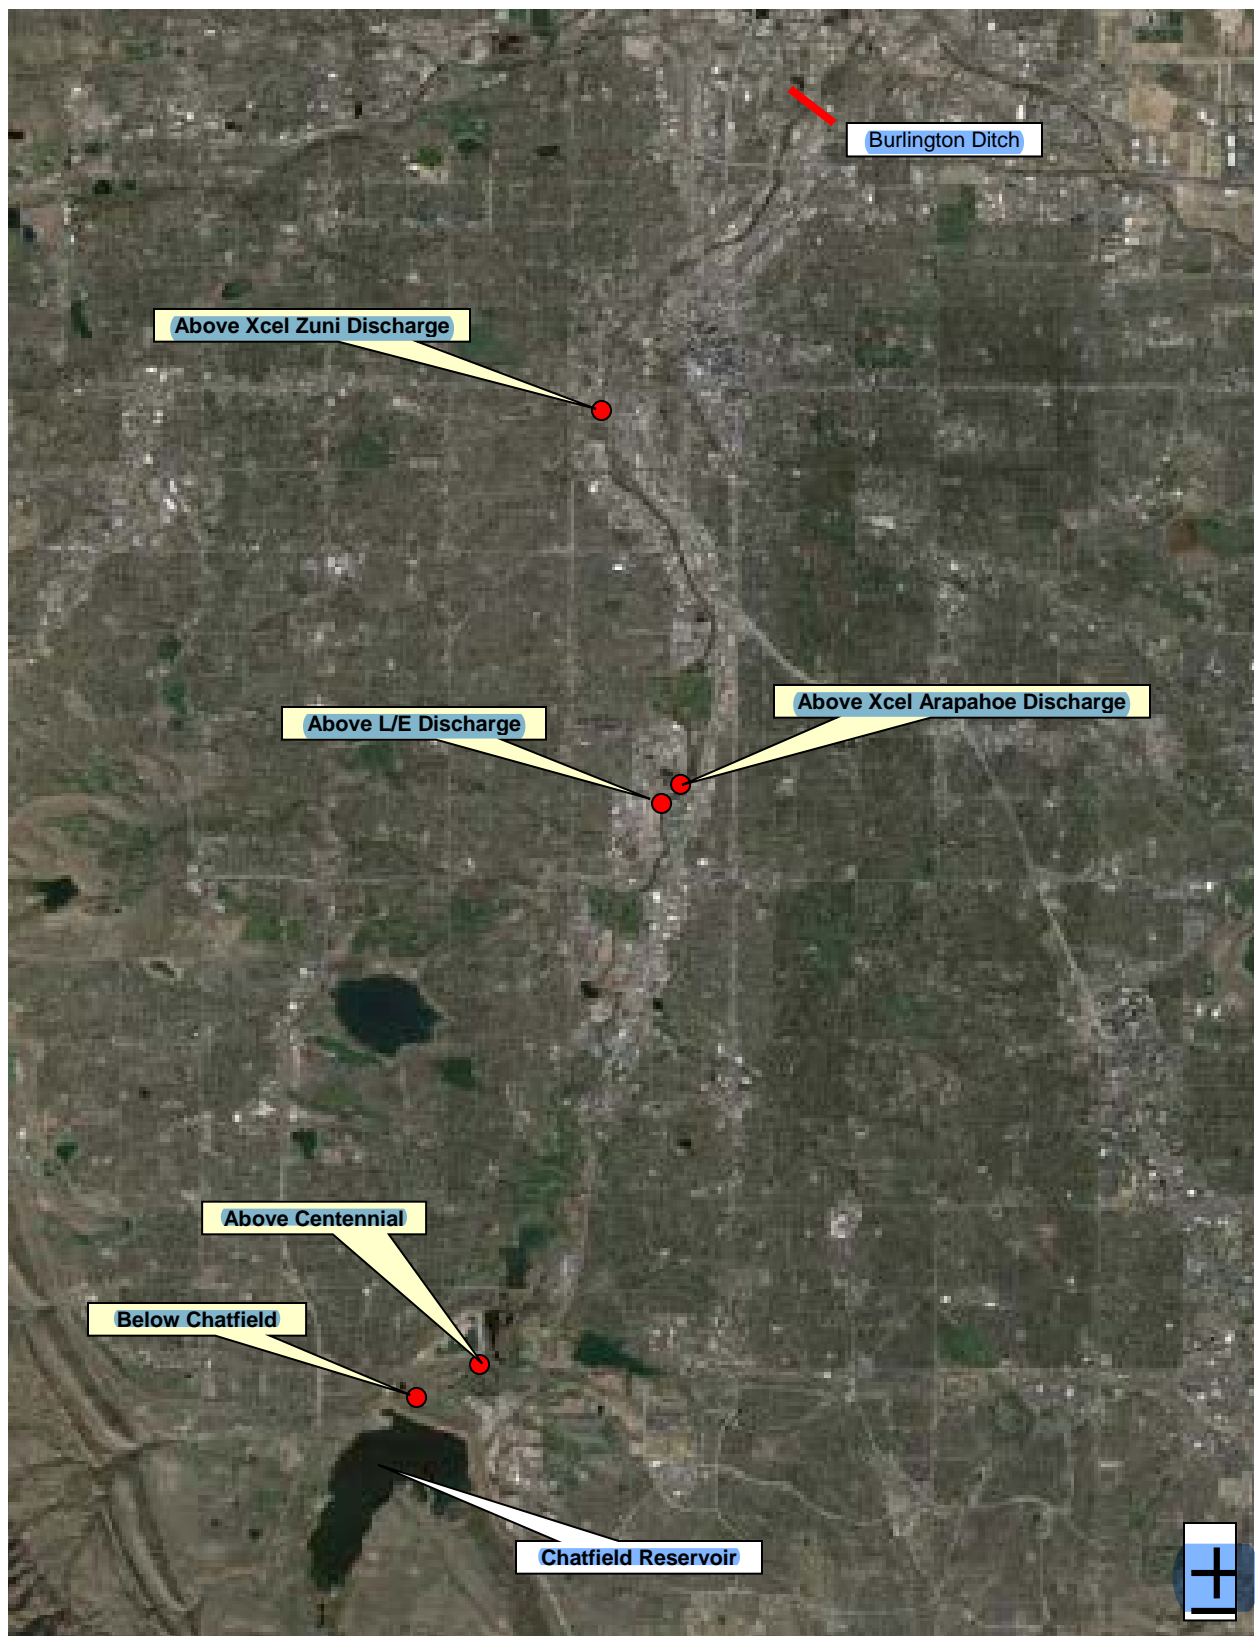 Burlington Ditch
Above Xcel Zuni Discharge
Above Xcel Arapahoe Discharge
Above L/E Discharge
Above Centennial
Below Chatfield
Chatfield Reservoir
±